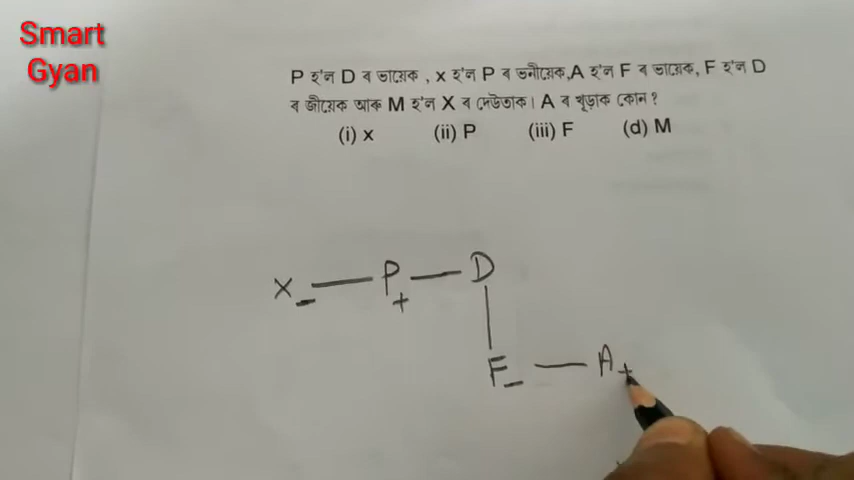 Smart
Gyan
P হ'ল D ৰ ভায়েক , x হ'ল P ৰ ভনীয়েক,A হ'ল F ৰ ভায়েক, F হ'ল D
ৰ জীয়েক আৰু M হ'ল X ৰ দেউতাক। A ৰ খুড়াক কোন ?
(i) x (ii) P (iii) F (d) M
X - P + D
F - A +